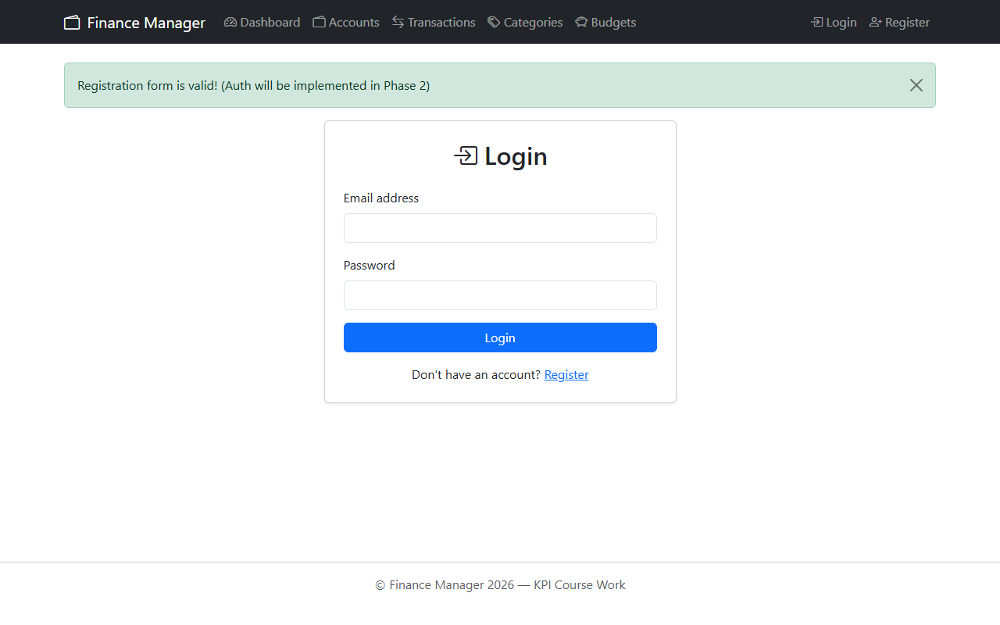 Finance Manager Dashboard Accounts Transactions Categories Budgets Login Register
Registration form is valid! (Auth will be implemented in Phase 2)
Login
Email address
Password
Login
Don't have an account? Register
© Finance Manager 2026 — KPI Course Work